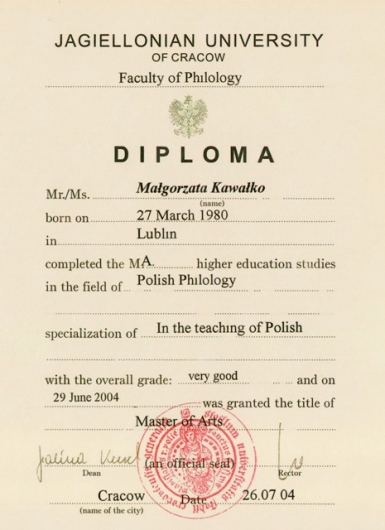 JAGIELLONIAN UNIVERSITY
OF CRACOW
Faculty of Philology
DIPLOMA
Mr./Ms. Małgorzata Kawałko
(name)
born on 27 March 1980
in Lublin
completed the MA. higher education studies
in the field of Polish Philology
specialization of In the teaching of Polish
with the overall grade: very good and on
29 June 2004 was granted the title of
Master of Arts
(an official seal)
Dean Rector
Cracow Date 26.07 04
(name of the city)